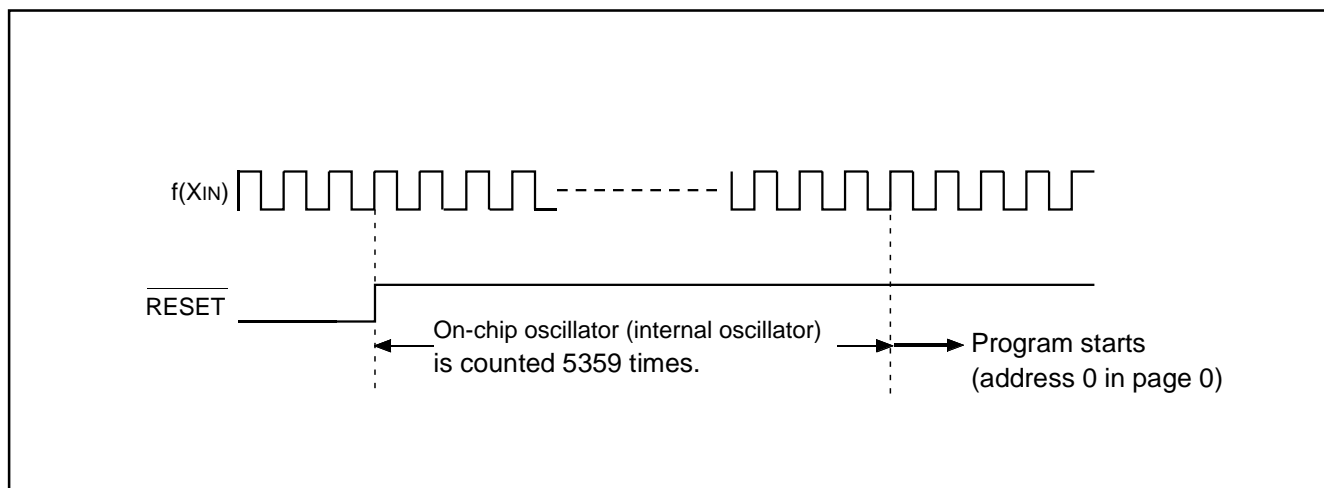 f(XIN)
RESET
On-chip oscillator (internal oscillator)
is counted 5359 times.
Program starts
(address 0 in page 0)